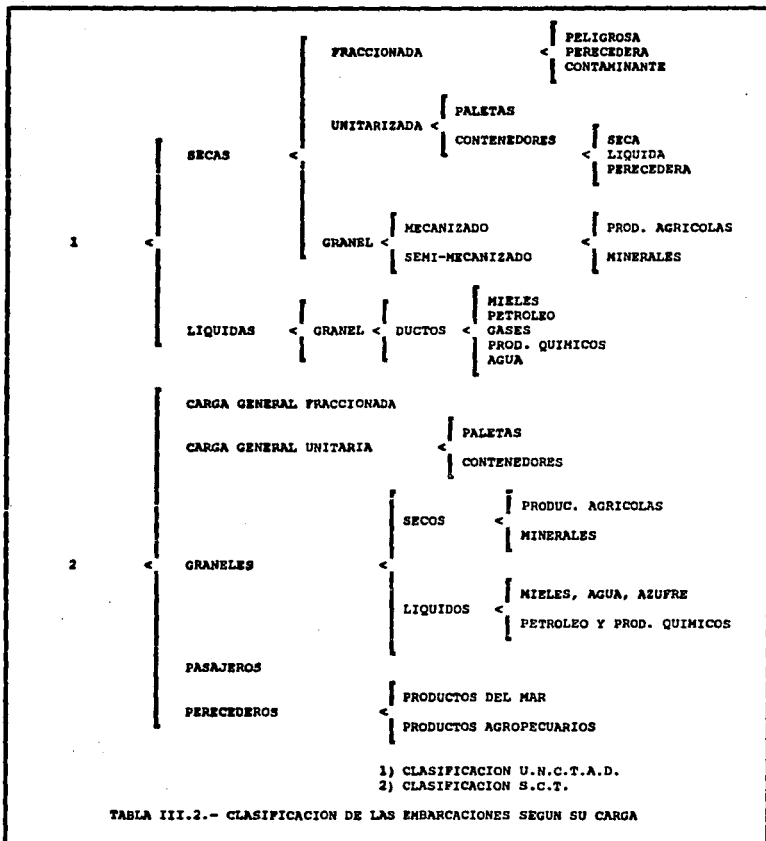 PELIGROSA
FRACCIONADA < PERECEDERA
CONTAMINANTE
PALETAS
UNITARIZADA <
CONTENEDORES
SECA
SECAS < < LIQUIDA
PERECEDERA
MECANIZADO PROD. AGRICOLAS
1 < GRANEL < <
SEMI-MECANIZADO MINERALES
MIELES
PETROLEO
LIQUIDAS < GRANEL < DUCTOS < GASES
PROD. QUIMICOS
AGUA
CARGA GENERAL FRACCIONADA
PALETAS
CARGA GENERAL UNITARIA <
CONTENEDORES
PRODUC. AGRICOLAS
SECOS <
MINERALES
2 < GRANELES <
MIELES, AGUA, AZUFRE
LIQUIDOS <
PETROLEO Y PROD. QUIMICOS
PASAJEROS
PRODUCTOS DEL MAR
PERECEDEROS <
PRODUCTOS AGROPECUARIOS
1) CLASIFICACION U.N.C.T.A.D.
2) CLASIFICACION S.C.T.
TABLA III.2.- CLASIFICACION DE LAS EMBARCACIONES SEGUN SU CARGA